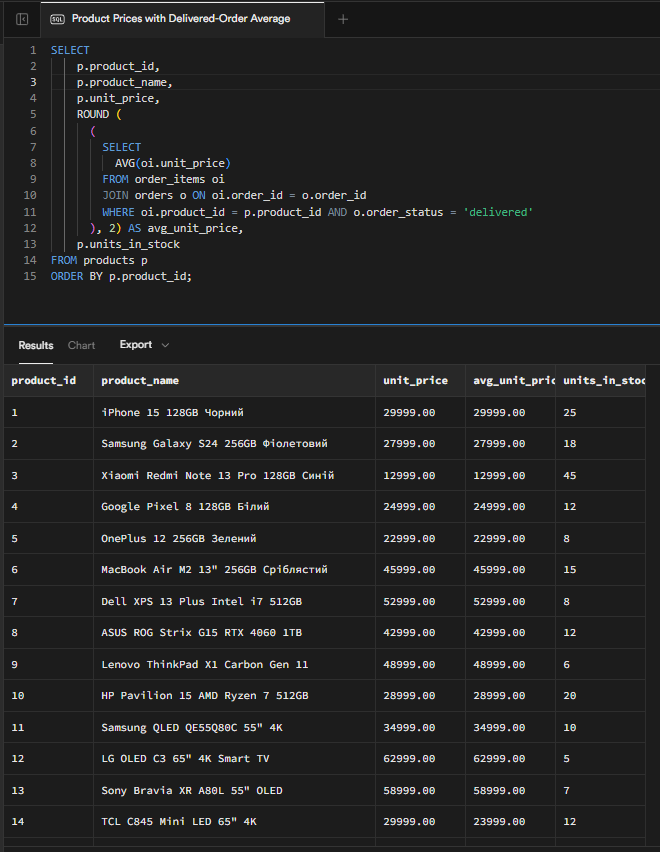 SQL Product Prices with Delivered-Order Average +
1 SELECT
2 p.product_id,
3 p.product_name,
4 p.unit_price,
5 ROUND (
6 (
7 SELECT
8 AVG(oi.unit_price)
9 FROM order_items oi
10 JOIN orders o ON oi.order_id = o.order_id
11 WHERE oi.product_id = p.product_id AND o.order_status = 'delivered'
12 ), 2) AS avg_unit_price,
13 p.units_in_stock
14 FROM products p
15 ORDER BY p.product_id;
Results Chart Export
product_id product_name unit_price avg_unit_pric units_in_stoc
1 iPhone 15 128GB Чорний 29999.00 29999.00 25
2 Samsung Galaxy S24 256GB Фіолетовий 27999.00 27999.00 18
3 Xiaomi Redmi Note 13 Pro 128GB Синій 12999.00 12999.00 45
4 Google Pixel 8 128GB Білий 24999.00 24999.00 12
5 OnePlus 12 256GB Зелений 22999.00 22999.00 8
6 MacBook Air M2 13" 256GB Сріблястий 45999.00 45999.00 15
7 Dell XPS 13 Plus Intel i7 512GB 52999.00 52999.00 8
8 ASUS ROG Strix G15 RTX 4060 1TB 42999.00 42999.00 12
9 Lenovo ThinkPad X1 Carbon Gen 11 48999.00 48999.00 6
10 HP Pavilion 15 AMD Ryzen 7 512GB 28999.00 28999.00 20
11 Samsung QLED QE55Q80C 55" 4K 34999.00 34999.00 10
12 LG OLED C3 65" 4K Smart TV 62999.00 62999.00 5
13 Sony Bravia XR A80L 55" OLED 58999.00 58999.00 7
14 TCL C845 Mini LED 65" 4K 29999.00 23999.00 12